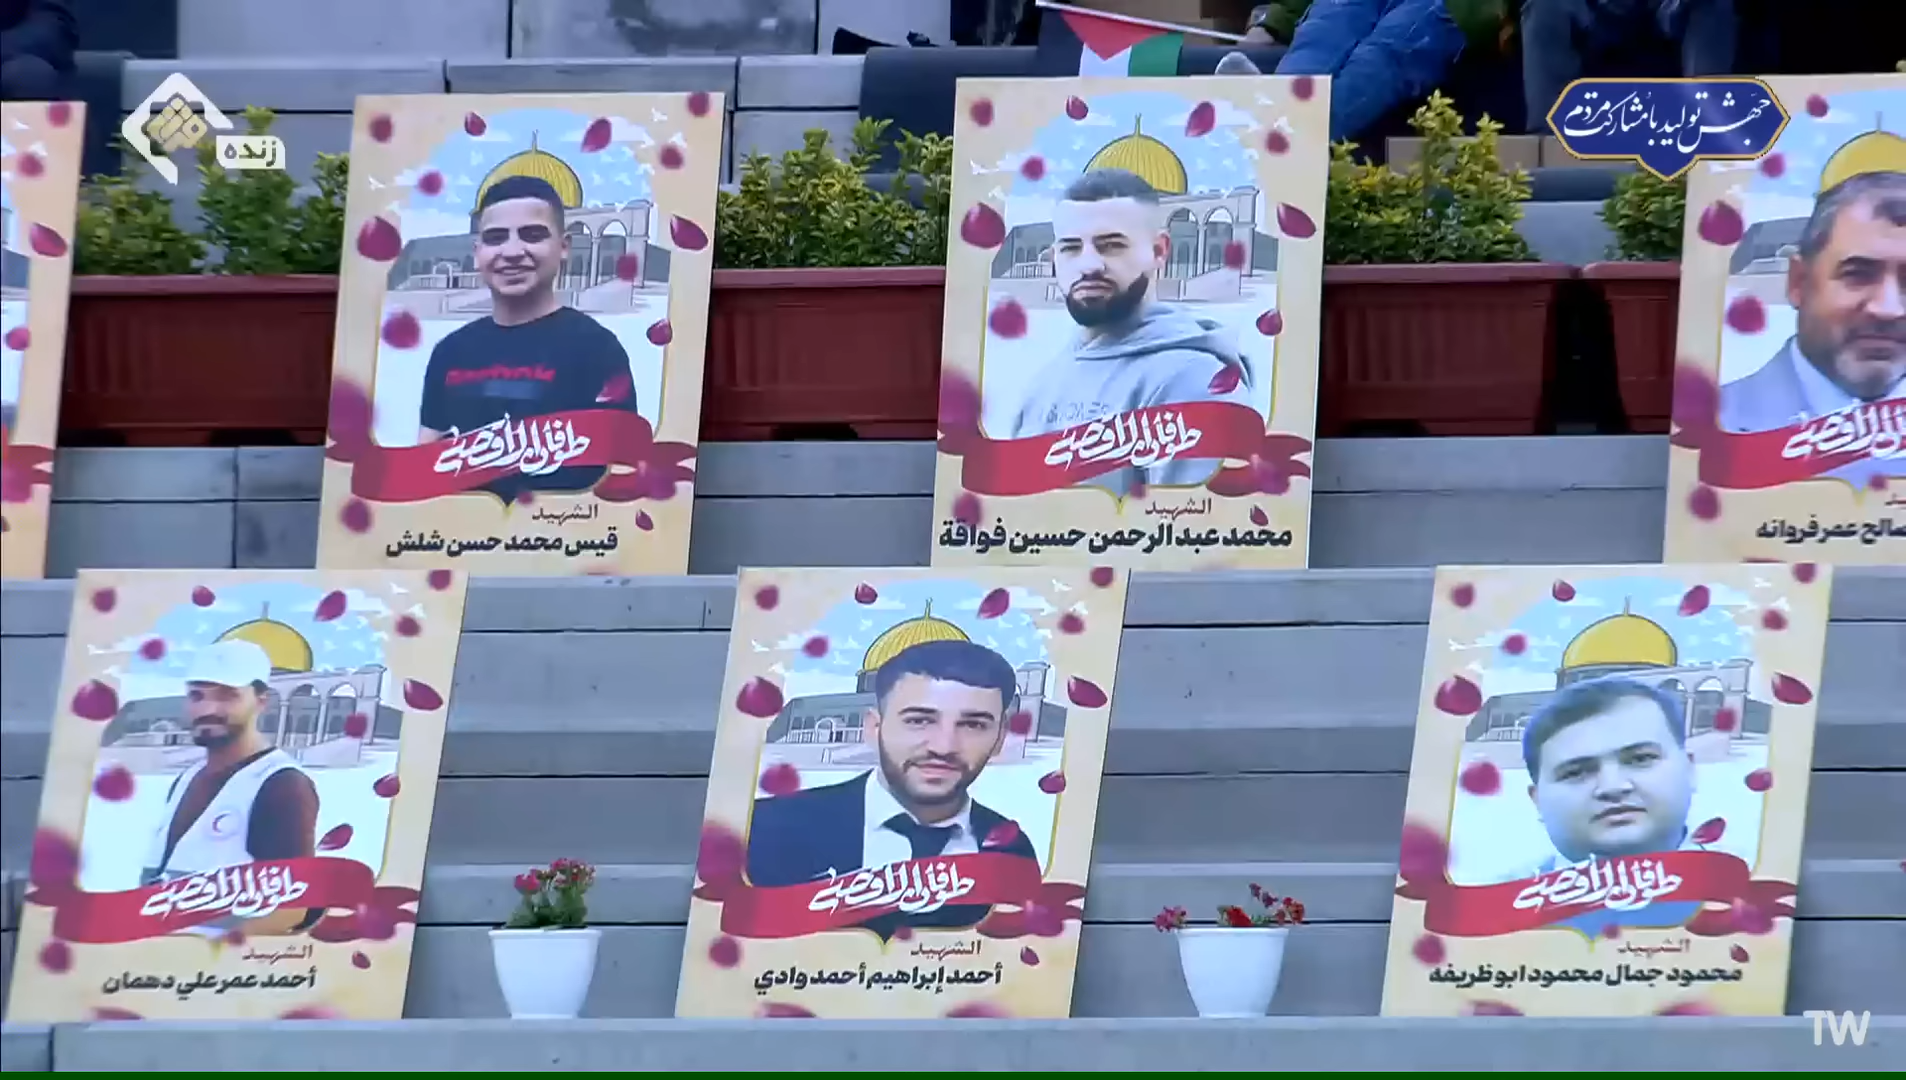 زنده
جهش تولید با مشارکت مردم
طوفان الأقصى
الشهيد
قيس محمد حسن شلش
طوفان الأقصى
الشهيد
محمد عبد الرحمن حسين فواقة
صالح عمر فروانه
طوفان الأقصى
الشهيد
أحمد عمر علي دهمان
طوفان الأقصى
الشهيد
أحمد إبراهيم أحمد وادي
طوفان الأقصى
الشهيد
محمود جمال محمود ابو ظريفه
TW